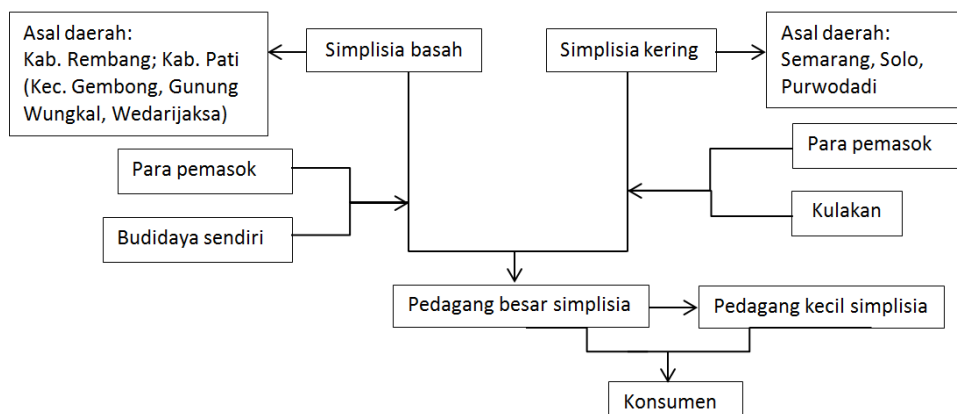 Asal daerah:
Kab. Rembang; Kab. Pati
(Kec. Gembong, Gunung
Wungkal, Wedarijaksa)
Simplisia basah
Simplisia kering
Asal daerah:
Semarang, Solo,
Purwodadi
Para pemasok
Budidaya sendiri
Para pemasok
Kulakan
Pedagang besar simplisia
Pedagang kecil simplisia
Konsumen